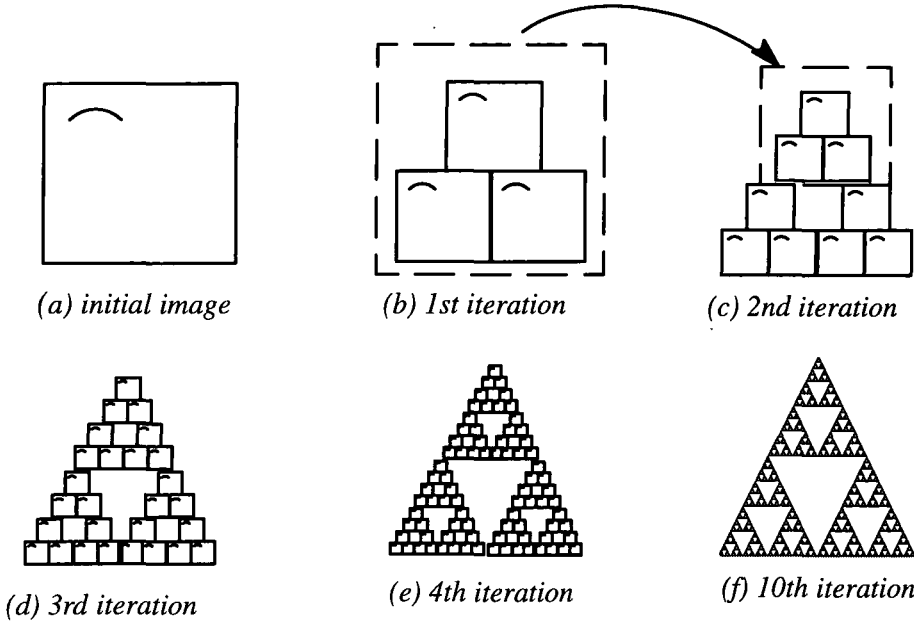 (a) initial image
(b) 1st iteration
(c) 2nd iteration
(d) 3rd iteration
(e) 4th iteration
(f) 10th iteration